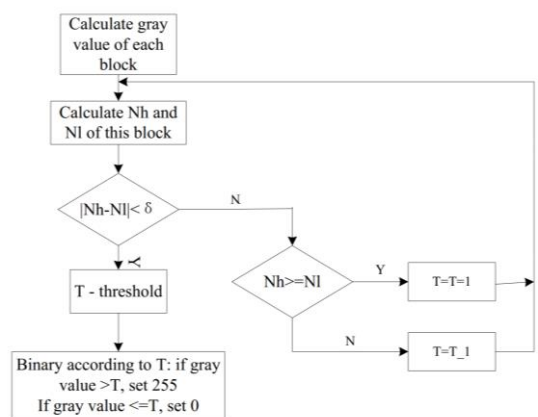 Calculate gray
value of each
block
Calculate Nh and
Nl of this block
|Nh-Nl|< δ
N
Y
Nh>=Nl
Y
T=T=1
T - threshold
N
T=T_1
Binary according to T: if gray
value >T, set 255
If gray value <=T, set 0